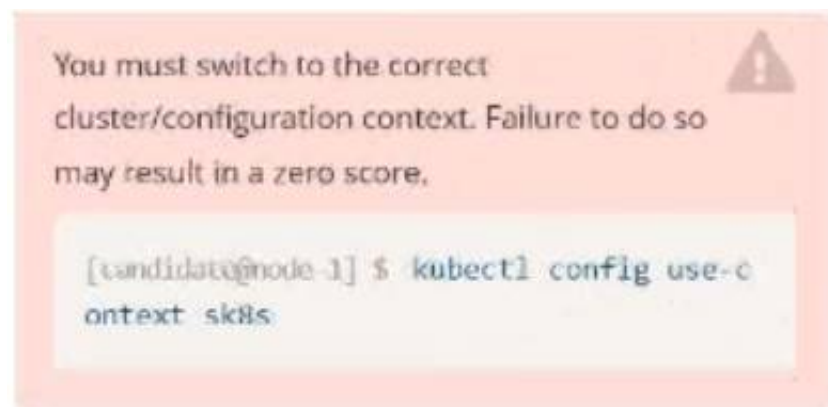 You must switch to the correct
cluster/configuration context. Failure to do so
may result in a zero score.
[candidate@node-1] $ kubectl config use-c
ontext sk8s